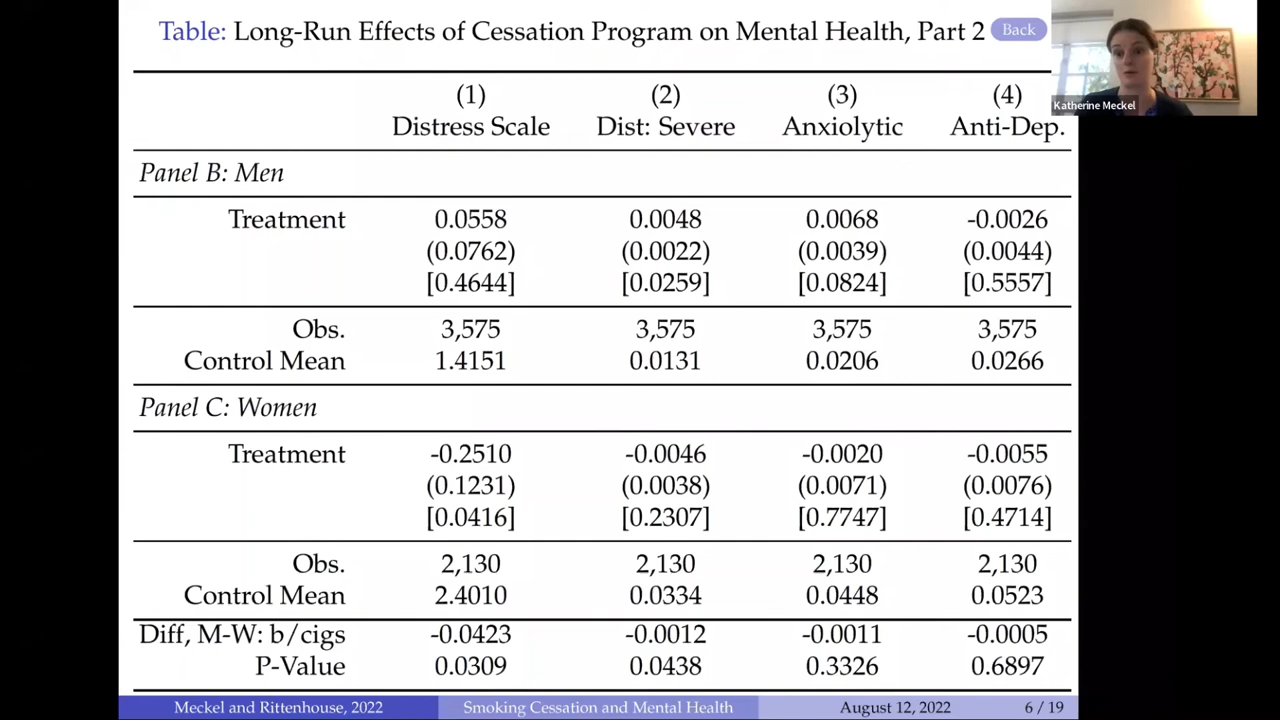 Table: Long-Run Effects of Cessation Program on Mental Health, Part 2 Back
Katherine Meckel
(1) (2) (3) (4)
Distress Scale Dist: Severe Anxiolytic Anti-Dep.
Panel B: Men
Treatment 0.0558 0.0048 0.0068 -0.0026
(0.0762) (0.0022) (0.0039) (0.0044)
[0.4644] [0.0259] [0.0824] [0.5557]
Obs. 3,575 3,575 3,575 3,575
Control Mean 1.4151 0.0131 0.0206 0.0266
Panel C: Women
Treatment -0.2510 -0.0046 -0.0020 -0.0055
(0.1231) (0.0038) (0.0071) (0.0076)
[0.0416] [0.2307] [0.7747] [0.4714]
Obs. 2,130 2,130 2,130 2,130
Control Mean 2.4010 0.0334 0.0448 0.0523
Diff, M-W: b/cigs -0.0423 -0.0012 -0.0011 -0.0005
P-Value 0.0309 0.0438 0.3326 0.6897
Meckel and Rittenhouse, 2022 Smoking Cessation and Mental Health August 12, 2022 6 / 19